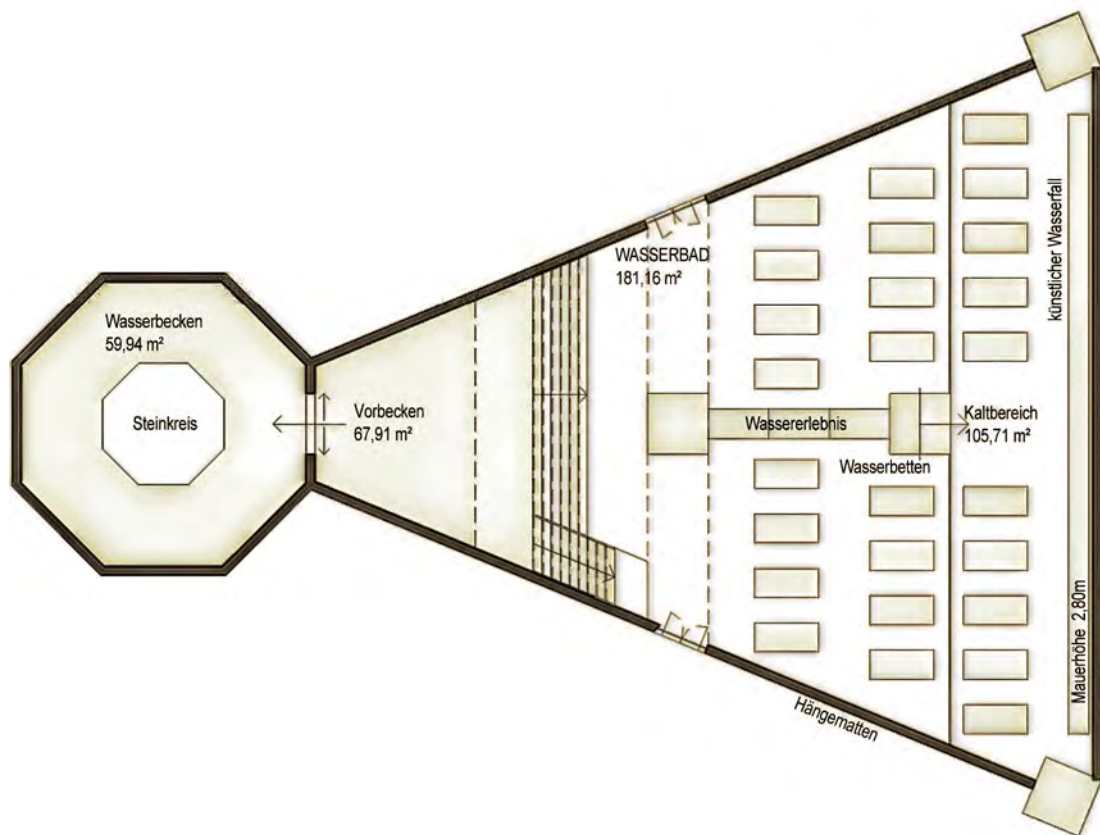 Wasserbecken
59,94 m²
Steinkreis
Vorbecken
67,91 m²
WASSERBAD
181,16 m²
Wassererlebnis
Wasserbetten
Kaltbereich
105,71 m²
künstlicher Wasserfall
Mauerhöhe 2,80m
Hängematten